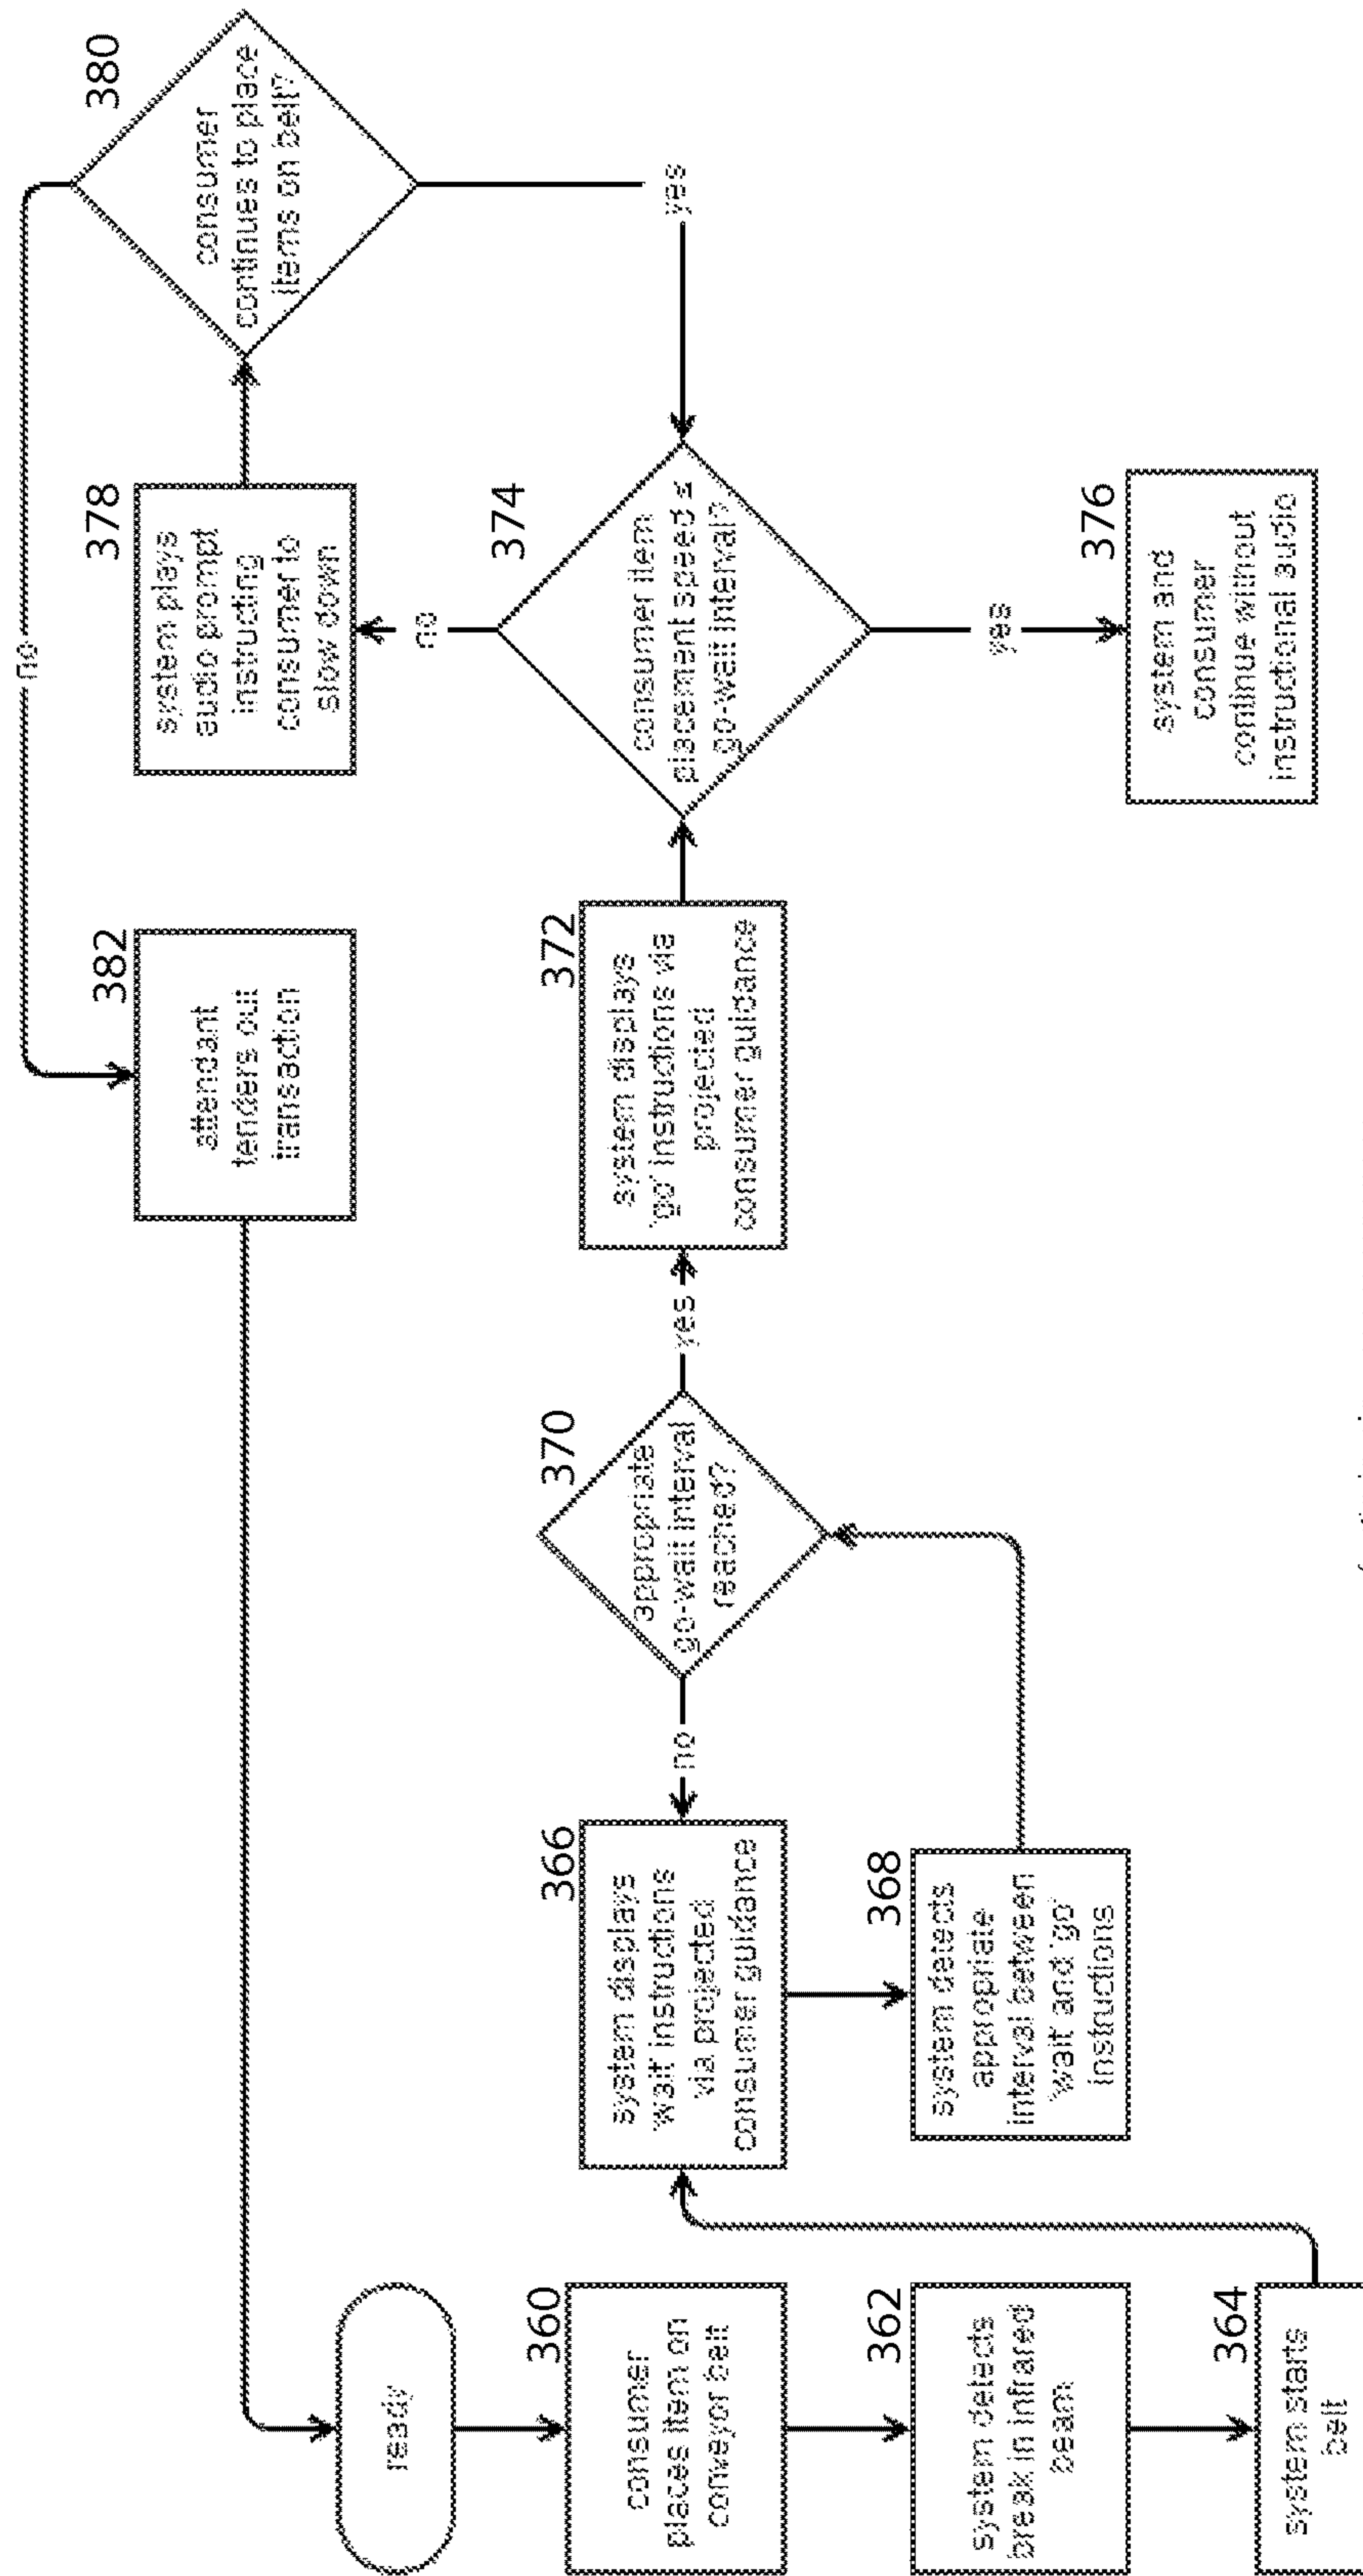 ready
360
consumer
places item on
conveyor belt
362
system detects
break in infrared
beam
364
system starts
belt
366
system displays
'wait' instructions
via projected
consumer guidance
368
system detects
appropriate
interval between
'wait' and 'go'
instructions
370
appropriate
go-wait interval
reached?
no
yes
372
system displays
'go' instructions via
projected
consumer guidance
374
consumer item
placement speed ≤
go-wait interval?
no
yes
376
system and
consumer
continue without
instructional audio
378
system plays
audio prompt
instructing
consumer to
slow down
380
consumer
continues to place
items on belt?
yes
no
382
attendant
tenders out
transaction